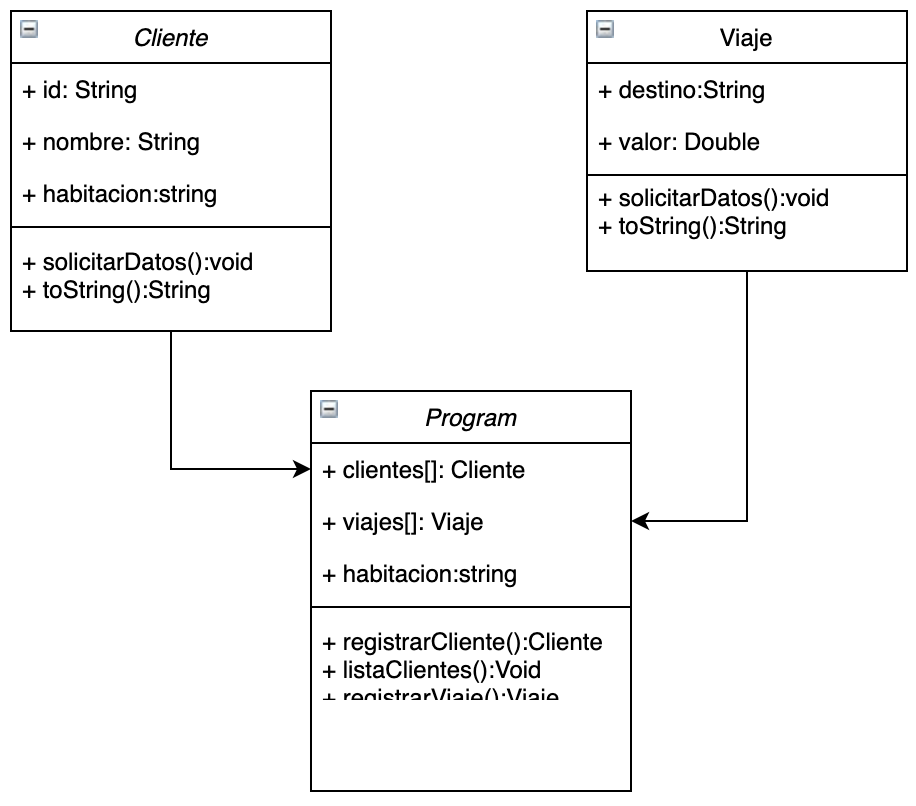 Cliente
+ id: String
+ nombre: String
+ habitacion:string
+ solicitarDatos():void
+ toString():String
Viaje
+ destino:String
+ valor: Double
+ solicitarDatos():void
+ toString():String
Program
+ clientes[]: Cliente
+ viajes[]: Viaje
+ habitacion:string
+ registrarCliente():Cliente
+ listaClientes():Void
+ registrarViaje():Viaje